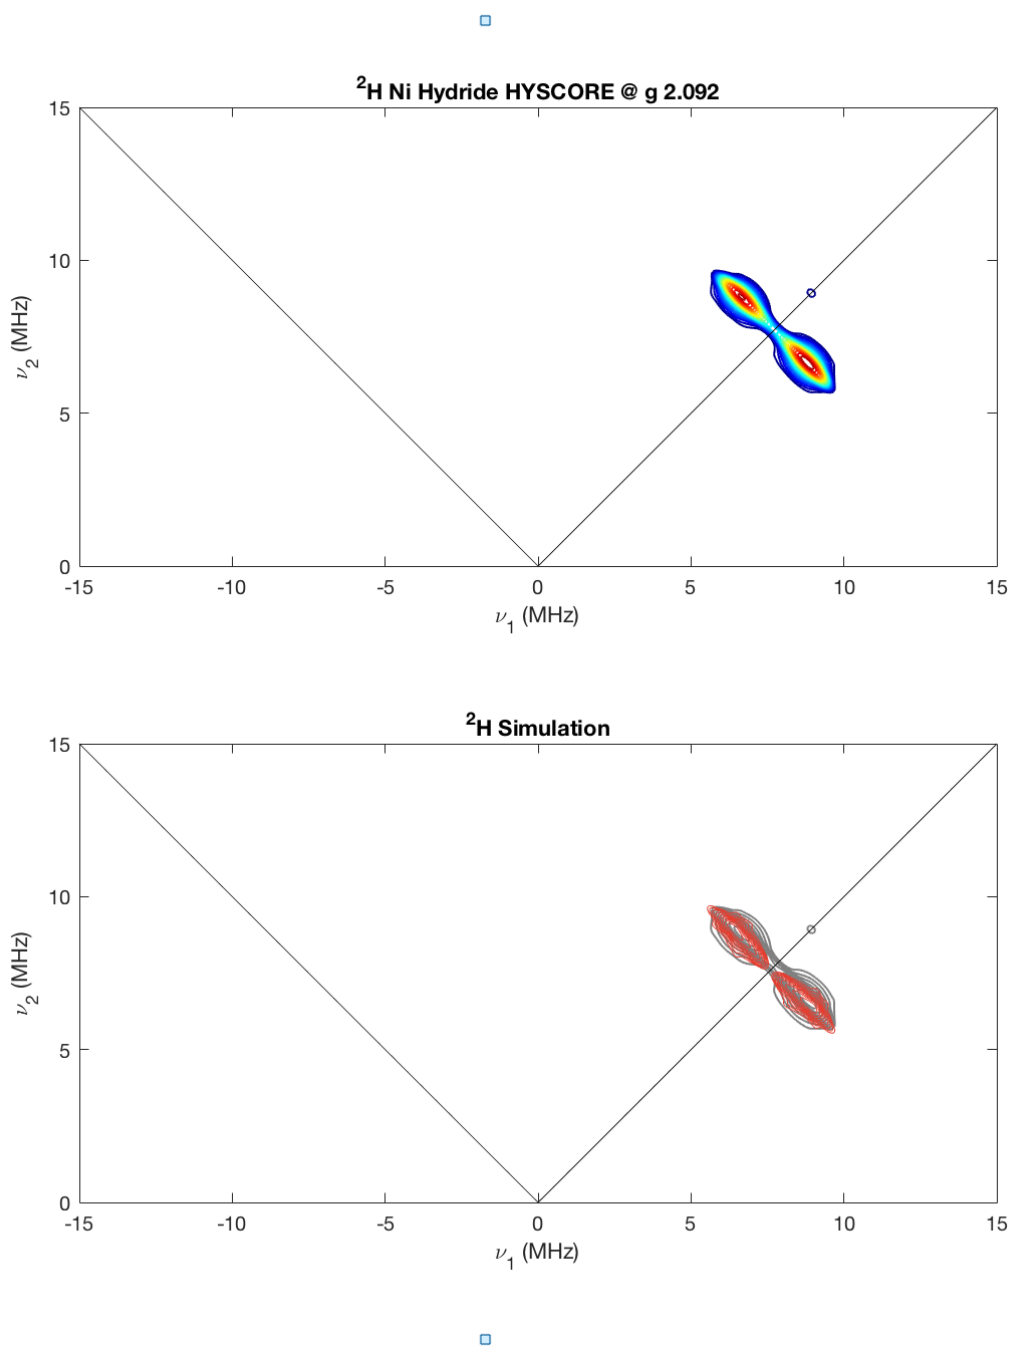 ²H Ni Hydride HYSCORE @ g 2.092
15
10
5
0
ν₂ (MHz)
-15 -10 -5 0 5 10 15
ν₁ (MHz)
²H Simulation
15
10
5
0
ν₂ (MHz)
-15 -10 -5 0 5 10 15
ν₁ (MHz)